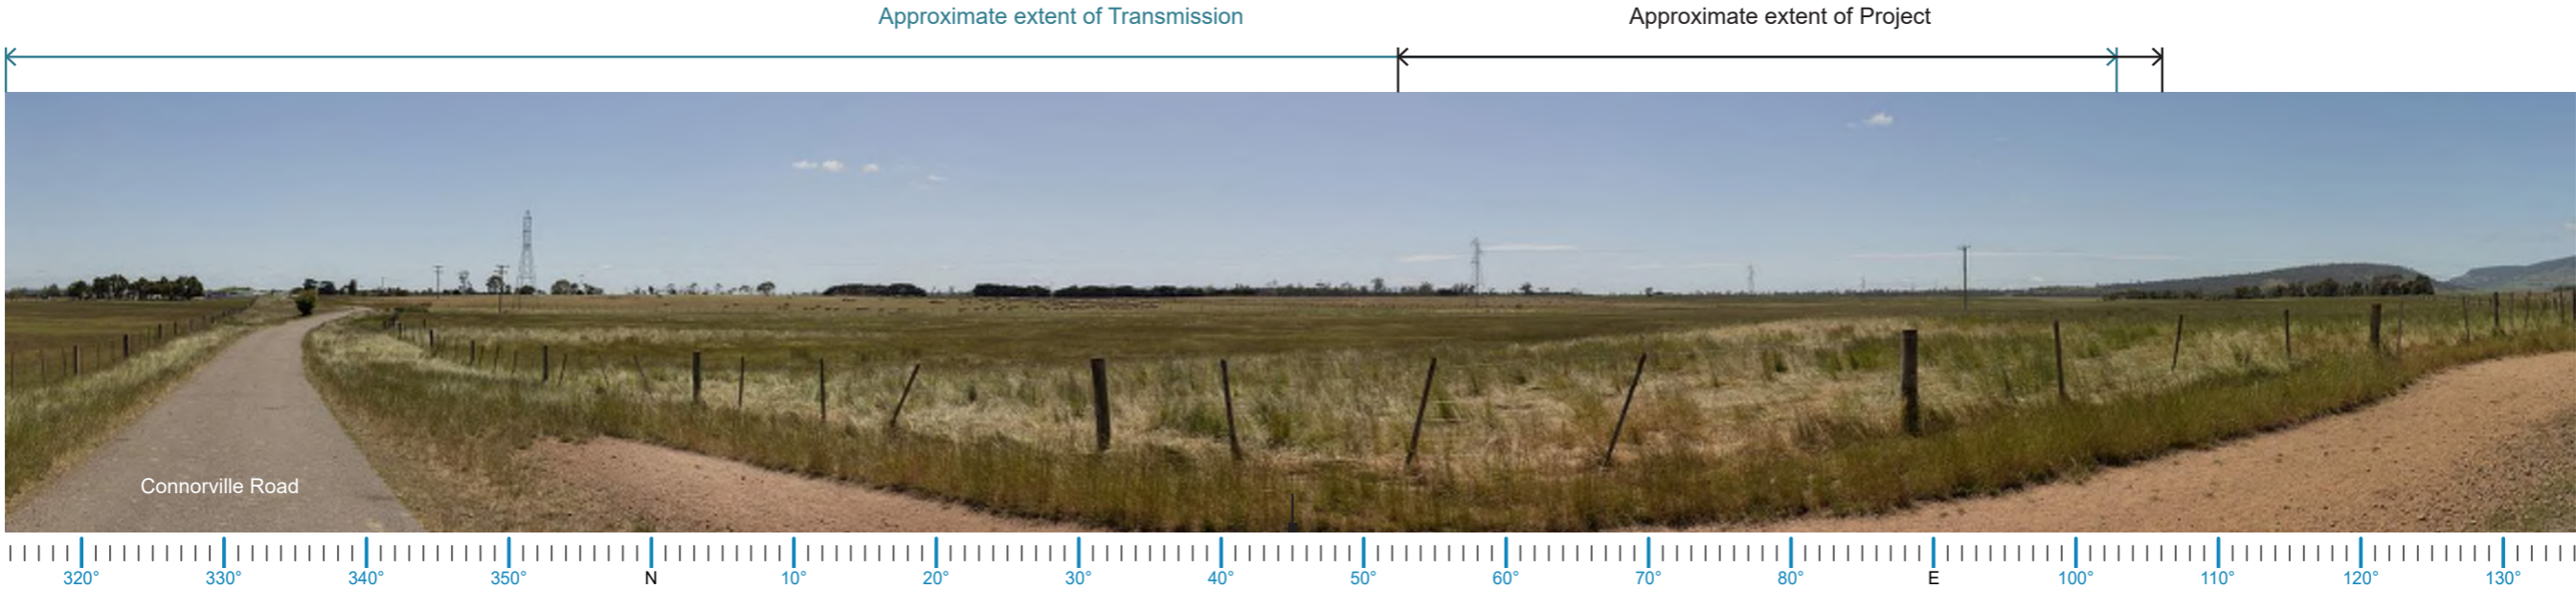 Approximate extent of Transmission
Approximate extent of Project
Connorville Road
320° 330° 340° 350° N 10° 20° 30° 40° 50° 60° 70° 80° E 100° 110° 120° 130°